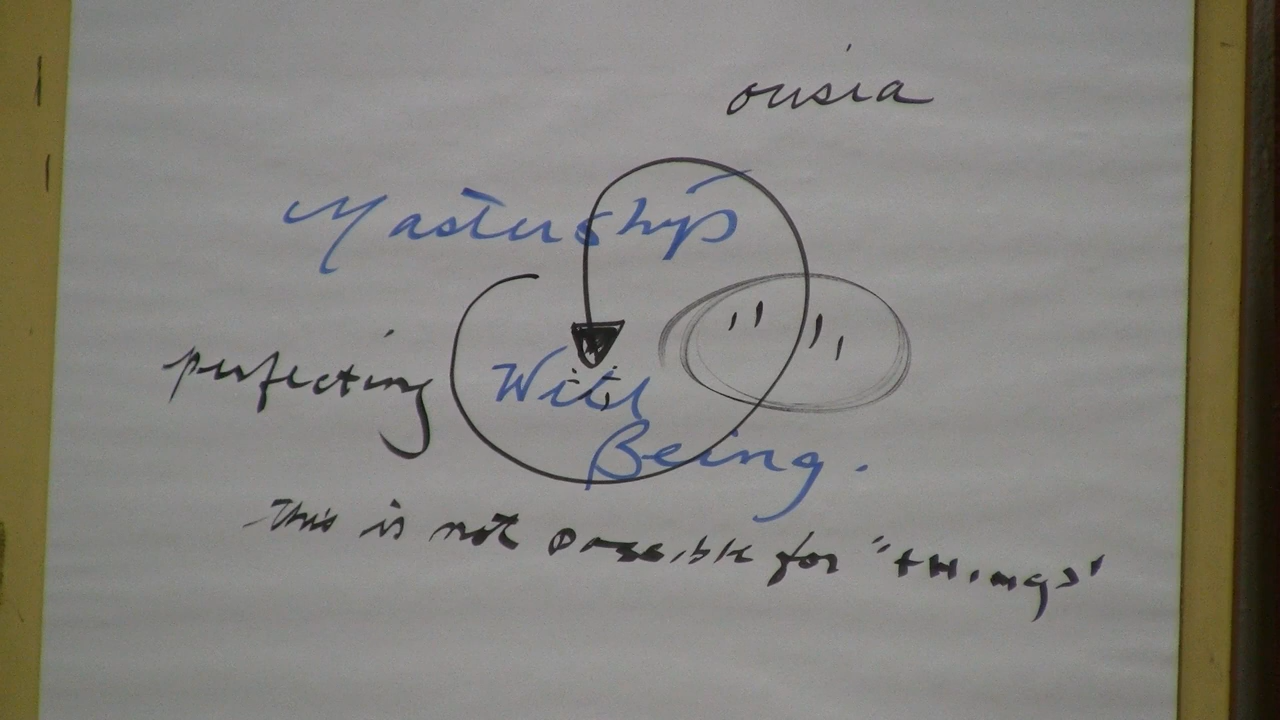 ousia
Mastership
perfecting
With
Being.
This is not possible for "things"